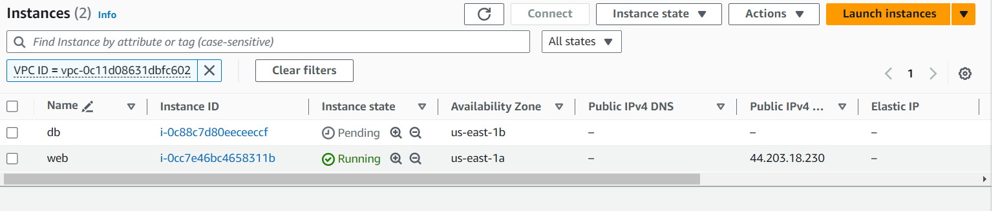 Instances (2) Info Connect Instance state Actions Launch instances
Find Instance by attribute or tag (case-sensitive) All states
VPC ID = vpc-0c11d08631dbfc602 Clear filters 1
Name Instance ID Instance state Availability Zone Public IPv4 DNS Public IPv4 ... Elastic IP
db i-0c88c7d80eeceeccf Pending us-east-1b – – –
web i-0cc7e46bc4658311b Running us-east-1a – 44.203.18.230 –